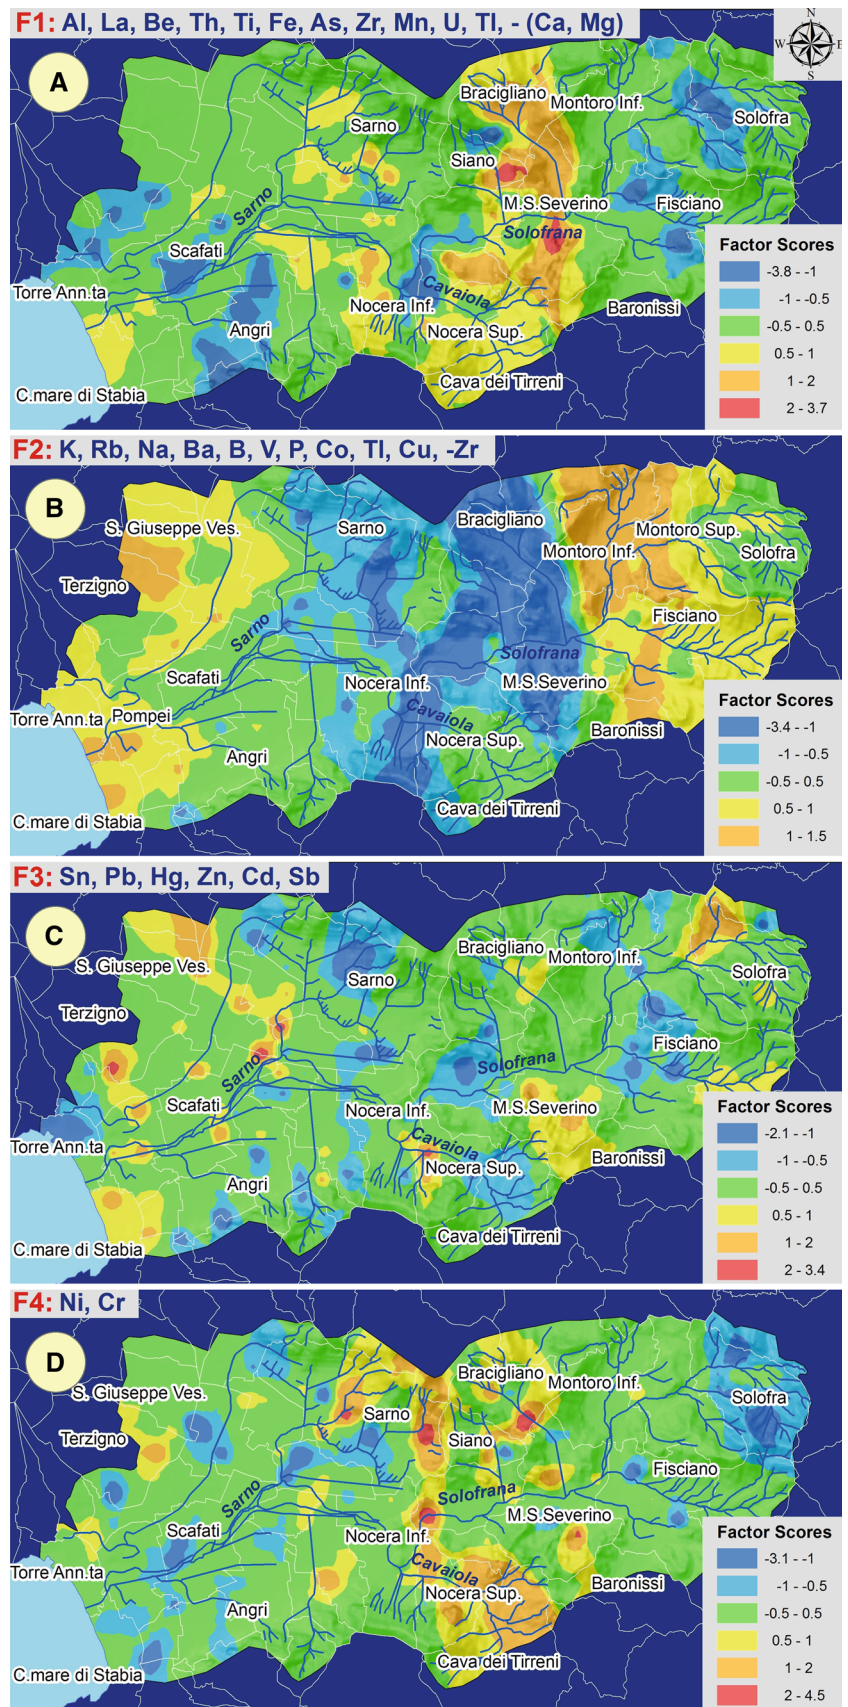 F1: Al, La, Be, Th, Ti, Fe, As, Zr, Mn, U, Tl, - (Ca, Mg)
N
W E
S
A
Bracigliano
Montoro Inf.
Solofra
Sarno
Siano
M.S.Severino
Fisciano
Sarno
Solofrana
Scafati
Factor Scores
-3.8 - -1
-1 - -0.5
-0.5 - 0.5
0.5 - 1
1 - 2
2 - 3.7
Torre Ann.ta
Cavaiola
Nocera Inf.
Baronissi
Angri
Nocera Sup.
C.mare di Stabia
Cava dei Tirreni
F2: K, Rb, Na, Ba, B, V, P, Co, Tl, Cu, -Zr
B
S. Giuseppe Ves.
Sarno
Bracigliano
Montoro Sup.
Montoro Inf.
Solofra
Terzigno
Fisciano
Sarno
Solofrana
Scafati
Nocera Inf.
M.S.Severino
Torre Ann.ta
Pompei
Cavaiola
Baronissi
Nocera Sup.
Angri
C.mare di Stabia
Cava dei Tirreni
Factor Scores
-3.4 - -1
-1 - -0.5
-0.5 - 0.5
0.5 - 1
1 - 1.5
F3: Sn, Pb, Hg, Zn, Cd, Sb
C
S. Giuseppe Ves.
Sarno
Bracigliano
Montoro Inf.
Solofra
Terzigno
Fisciano
Sarno
Solofrana
Scafati
Nocera Inf.
M.S.Severino
Torre Ann.ta
Cavaiola
Baronissi
Nocera Sup.
Angri
C.mare di Stabia
Cava dei Tirreni
Factor Scores
-2.1 - -1
-1 - -0.5
-0.5 - 0.5
0.5 - 1
1 - 2
2 - 3.4
F4: Ni, Cr
D
S. Giuseppe Ves.
Bracigliano
Montoro Inf.
Solofra
Sarno
Siano
Terzigno
Fisciano
Sarno
Solofrana
Scafati
Nocera Inf.
M.S.Severino
Torre Ann.ta
Cavaiola
Baronissi
Nocera Sup.
Angri
C.mare di Stabia
Cava dei Tirreni
Factor Scores
-3.1 - -1
-1 - -0.5
-0.5 - 0.5
0.5 - 1
1 - 2
2 - 4.5